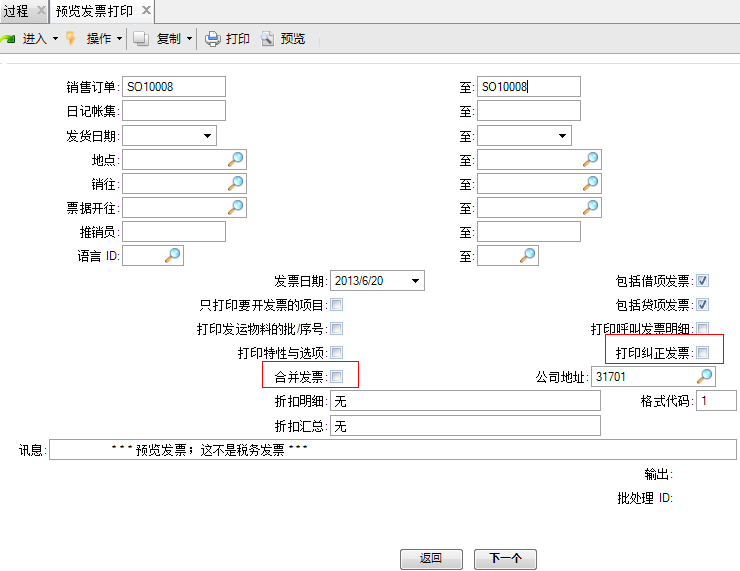 过程 预览发票打印
进入 操作 复制 打印 预览
销售订单: SO10008 至: SO10008
日记帐集: 至:
发货日期: 至:
地点: 至:
销往: 至:
票据开往: 至:
推销员: 至:
语言 ID: 至:
发票日期: 2013/6/20 包括借项发票:
只打印要开发票的项目: 包括贷项发票:
打印发运物料的批/序号: 打印呼叫发票明细:
打印特性与选项: 打印纠正发票:
合并发票: 公司地址: 31701
折扣明细: 无 格式代码: 1
折扣汇总: 无
讯息: * * * 预览发票；这不是税务发票 * * *
输出:
批处理 ID:
返回 下一个